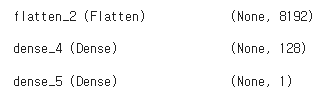 flatten_2 (Flatten) (None, 8192)
dense_4 (Dense) (None, 128)
dense_5 (Dense) (None, 1)